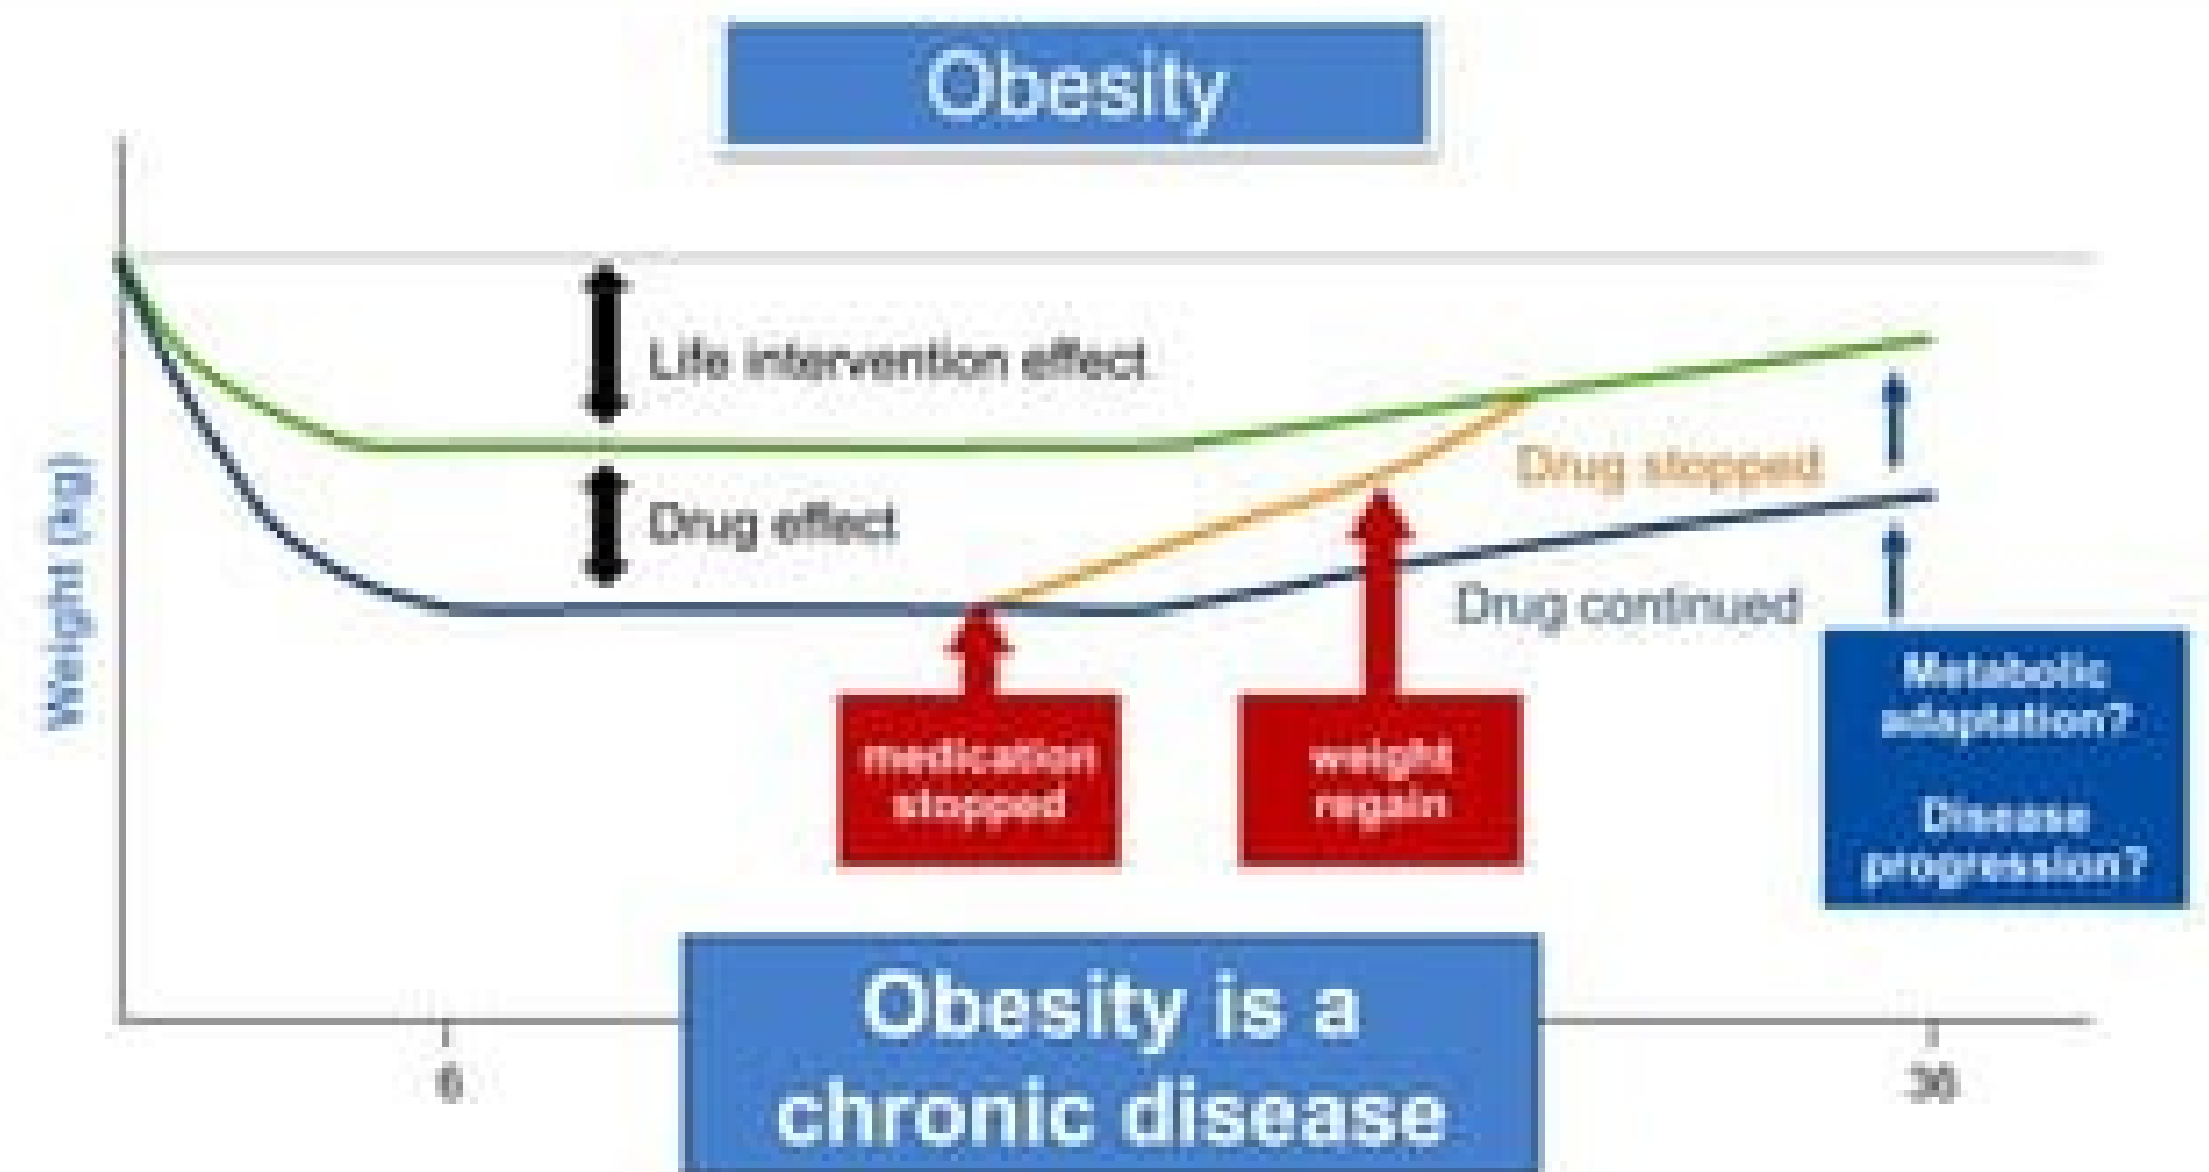 Obesity
Life intervention effect
Drug stopped
Drug effect
Weight (kg)
Drug continued
Metabolic
adaptation?
Disease
progression?
medication
stopped
weight
regain
6
36
Obesity is a
chronic disease